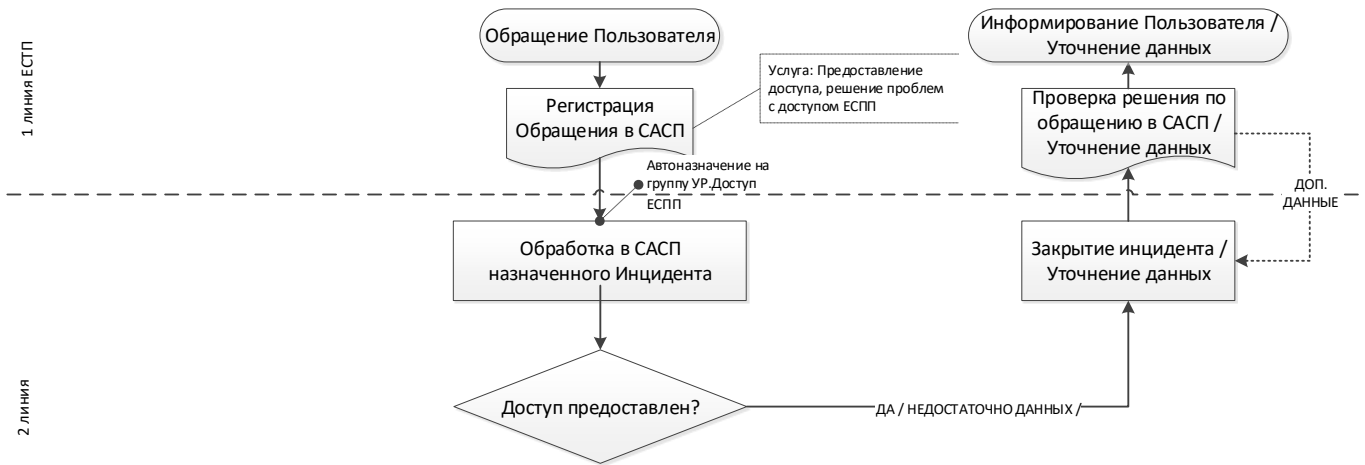 1 линия ЕСТП
Обращение Пользователя
Услуга: Предоставление
доступа, решение проблем
с доступом ЕСПП
Регистрация
Обращения в САСП
Автоназначение на
группу УР.Доступ
ЕСПП
Информирование Пользователя /
Уточнение данных
Проверка решения по
обращению в САСП /
Уточнение данных
ДОП.
ДАННЫЕ
2 линия
Обработка в САСП
назначенного Инцидента
Закрытие инцидента /
Уточнение данных
Доступ предоставлен?
ДА / НЕДОСТАТОЧНО ДАННЫХ /